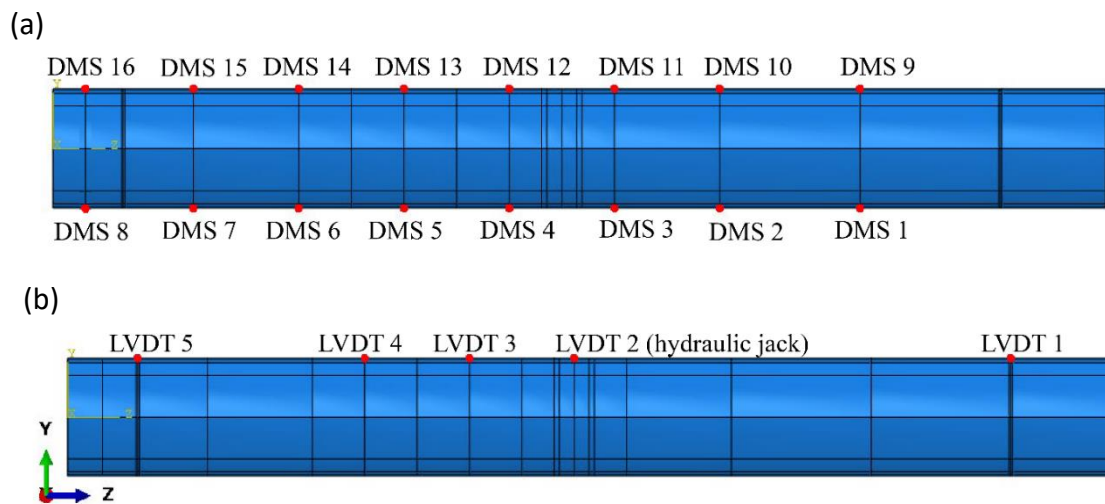 (a)
DMS 16 DMS 15 DMS 14 DMS 13 DMS 12 DMS 11 DMS 10 DMS 9
Y
X Z
DMS 8 DMS 7 DMS 6 DMS 5 DMS 4 DMS 3 DMS 2 DMS 1
(b)
LVDT 5 LVDT 4 LVDT 3 LVDT 2 (hydraulic jack) LVDT 1
Y
X Z
Y
Z